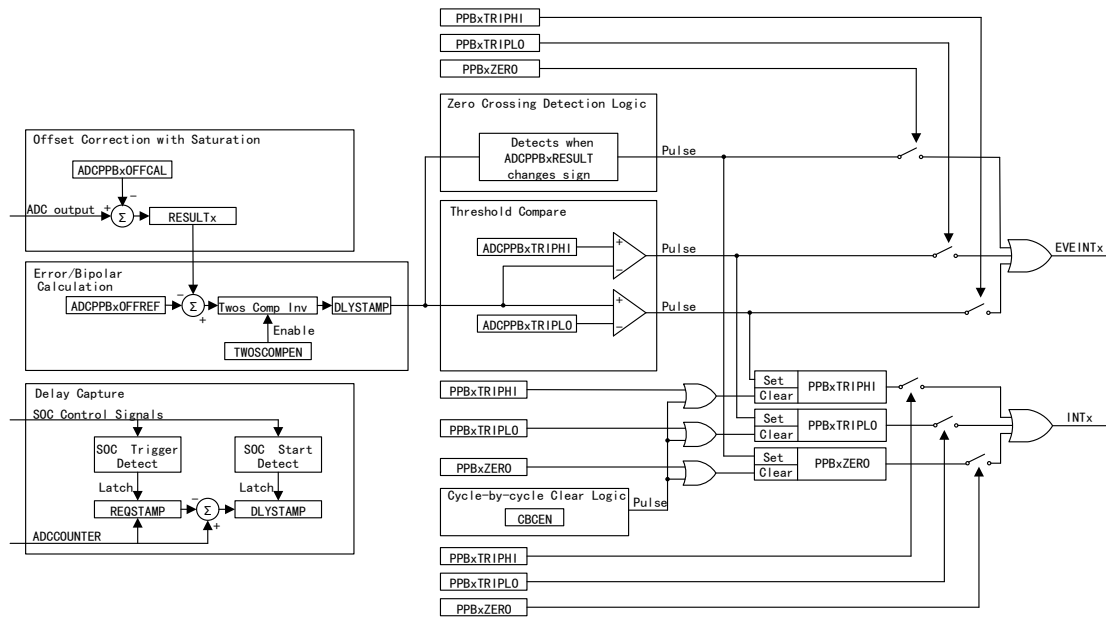 PPBxTRIPHI
PPBxTRIPLO
PPBxZERO
Zero Crossing Detection Logic
Detects when
ADCPPBxRESULT
changes sign
Pulse
Offset Correction with Saturation
ADCPPBxOFFCAL
−
ADC output
+
Σ
RESULTx
Threshold Compare
ADCPPBxTRIPHI
+
−
Pulse
+
−
ADCPPBxTRIPLO
Pulse
EVEINTx
Error/Bipolar
Calculation
ADCPPBxOFFREF
−
Σ
+
Twos Comp Inv
DLYSTAMP
Enable
TWOSCOMPEN
Delay Capture
SOC Control Signals
SOC Trigger
Detect
SOC Start
Detect
Latch
Latch
REQSTAMP
−
Σ
+
DLYSTAMP
ADCCOUNTER
PPBxTRIPHI
PPBxTRIPLO
PPBxZERO
Cycle-by-cycle Clear Logic
CBCEN
Pulse
Set
Clear
PPBxTRIPHI
Set
Clear
PPBxTRIPLO
Set
Clear
PPBxZERO
INTx
PPBxTRIPHI
PPBxTRIPLO
PPBxZERO